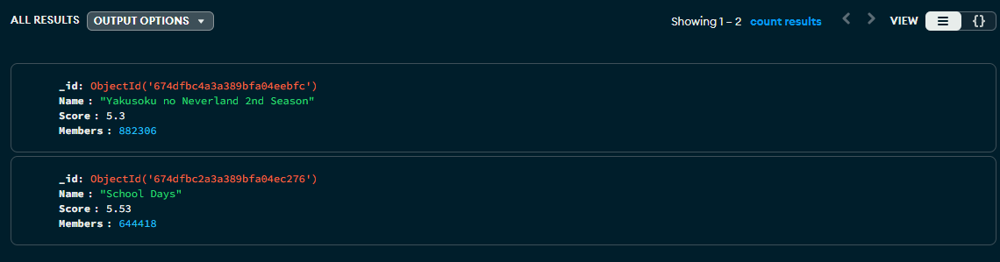 ALL RESULTS OUTPUT OPTIONS Showing 1 – 2 count results VIEW {}
_id: ObjectId('674dfbc4a3a389bfa04eebfc')
Name : "Yakusoku no Neverland 2nd Season"
Score : 5.3
Members : 882306
_id: ObjectId('674dfbc2a3a389bfa04ec276')
Name : "School Days"
Score : 5.53
Members : 644418